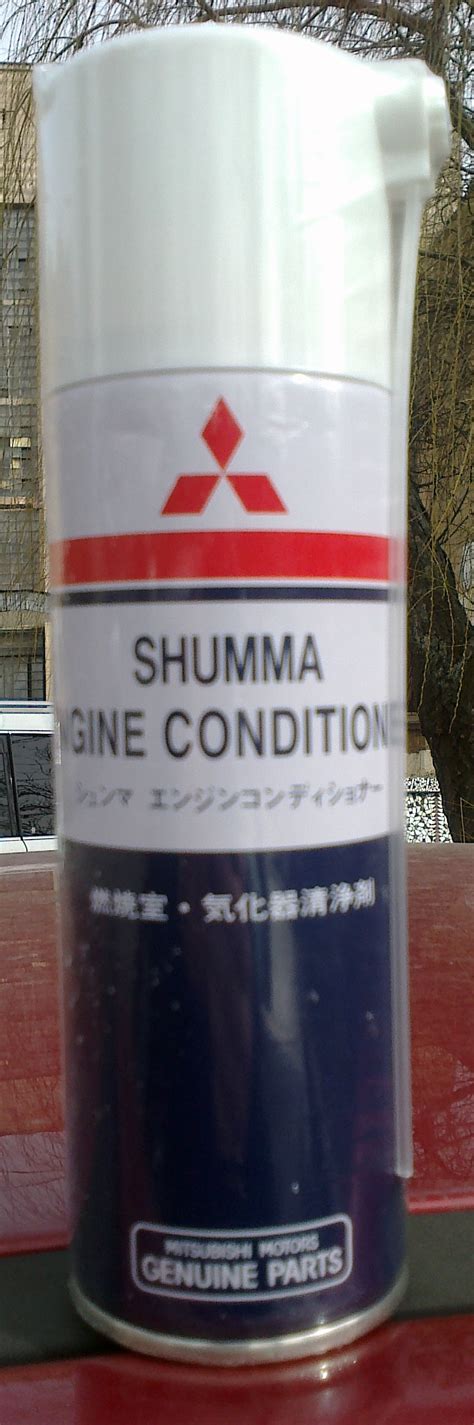 SHUMMA
GINE CONDITIONE
シュンマ エンジンコンディショナー
燃焼室・気化器清浄剤
MITSUBISHI MOTORS
GENUINE PARTS